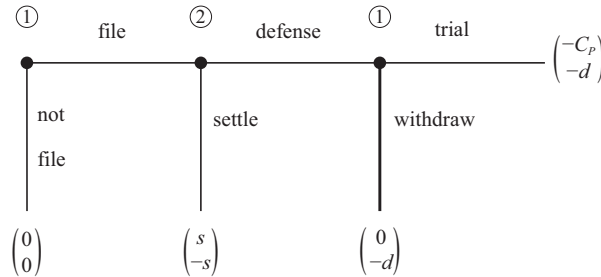 ① ② ①
file defense trial
(−C_P)
(−d)
not settle withdraw
file
(0) (s) (0)
(0) (−s) (−d)